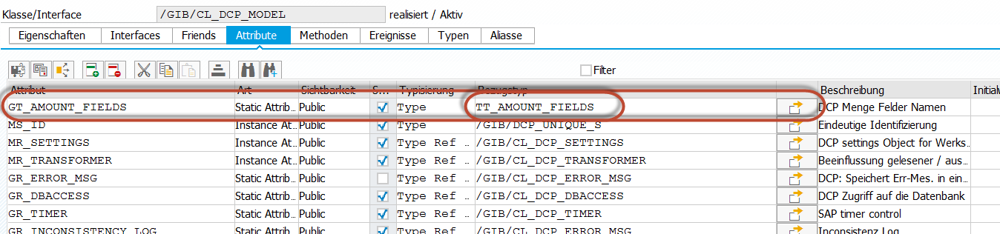 Klasse/Interface /GIB/CL_DCP_MODEL realisiert / Aktiv
Eigenschaften Interfaces Friends Attribute Methoden Ereignisse Typen Aliasse
Filter
Attribut Art Sichtbarkeit S... Typisierung Bezugstyp Beschreibung Initialw
GT_AMOUNT_FIELDS Static Attrib... Public Type TT_AMOUNT_FIELDS DCP Menge Felder Namen
MS_ID Instance At... Public Type /GIB/DCP_UNIQUE_S Eindeutige Identifizierung
MR_SETTINGS Instance At... Public Type Ref … /GIB/CL_DCP_SETTINGS DCP settings Object for Werks...
MR_TRANSFORMER Instance At... Public Type Ref … /GIB/CL_DCP_TRANSFORMER Beeinflussung gelesener / aus...
GR_ERROR_MSG Static Attrib... Public Type Ref … /GIB/CL_DCP_ERROR_MSG DCP: Speichert Err-Mes. in ein...
GR_DBACCESS Static Attrib... Public Type Ref … /GIB/CL_DCP_DBACCESS DCP Zugriff auf die Datenbank
GR_TIMER Static Attrib... Public Type Ref … /GIB/CL_DCP_TIMER SAP timer control
GR_INCONSISTENCY_LOG Static Attrib... Public Type Ref … /GIB/CL_DCP_ERROR_MSG Inconsistenz Log